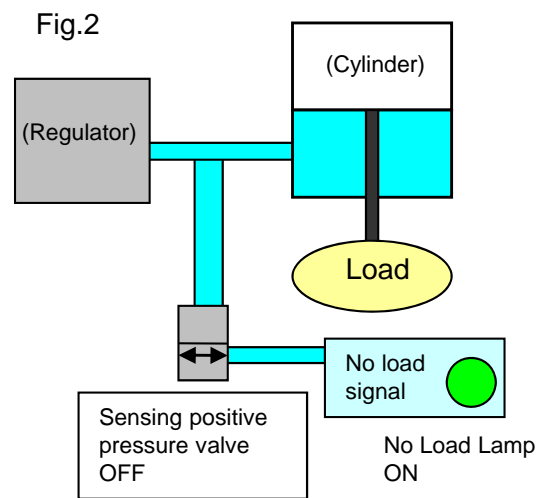 Fig.2
(Cylinder)
(Regulator)
Load
No load
signal
Sensing positive
pressure valve
OFF
No Load Lamp
ON